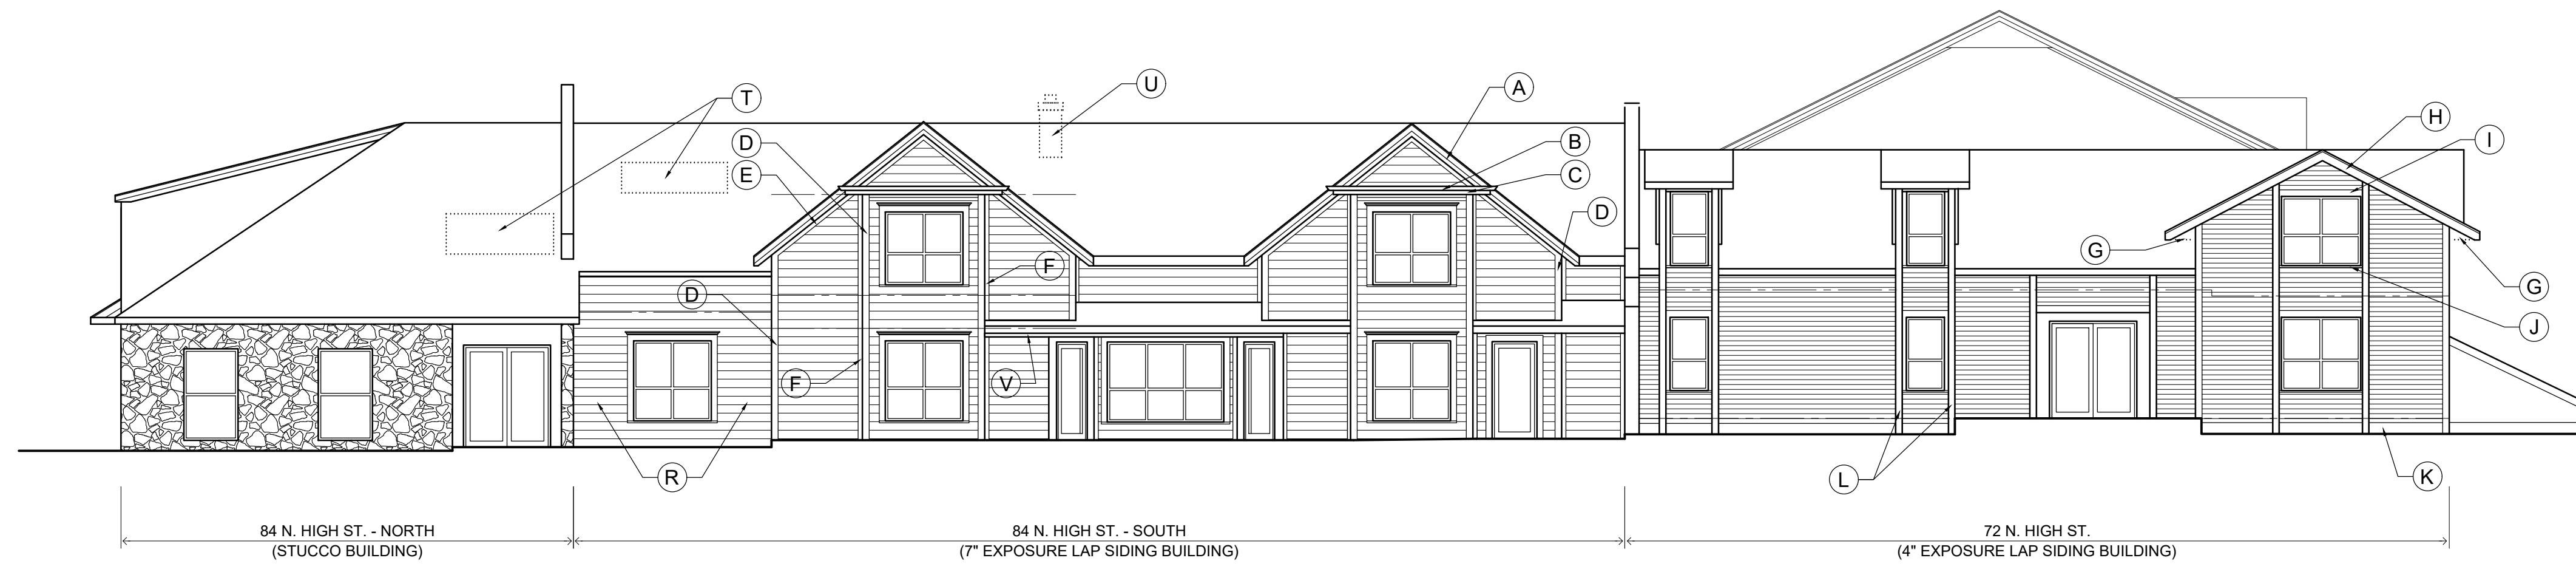 U
A
T
H
D
B
I
E
C
D
G
F
G
D
J
F
V
R
L
K
84 N. HIGH ST. - NORTH
(STUCCO BUILDING)
84 N. HIGH ST. - SOUTH
(7" EXPOSURE LAP SIDING BUILDING)
72 N. HIGH ST.
(4" EXPOSURE LAP SIDING BUILDING)